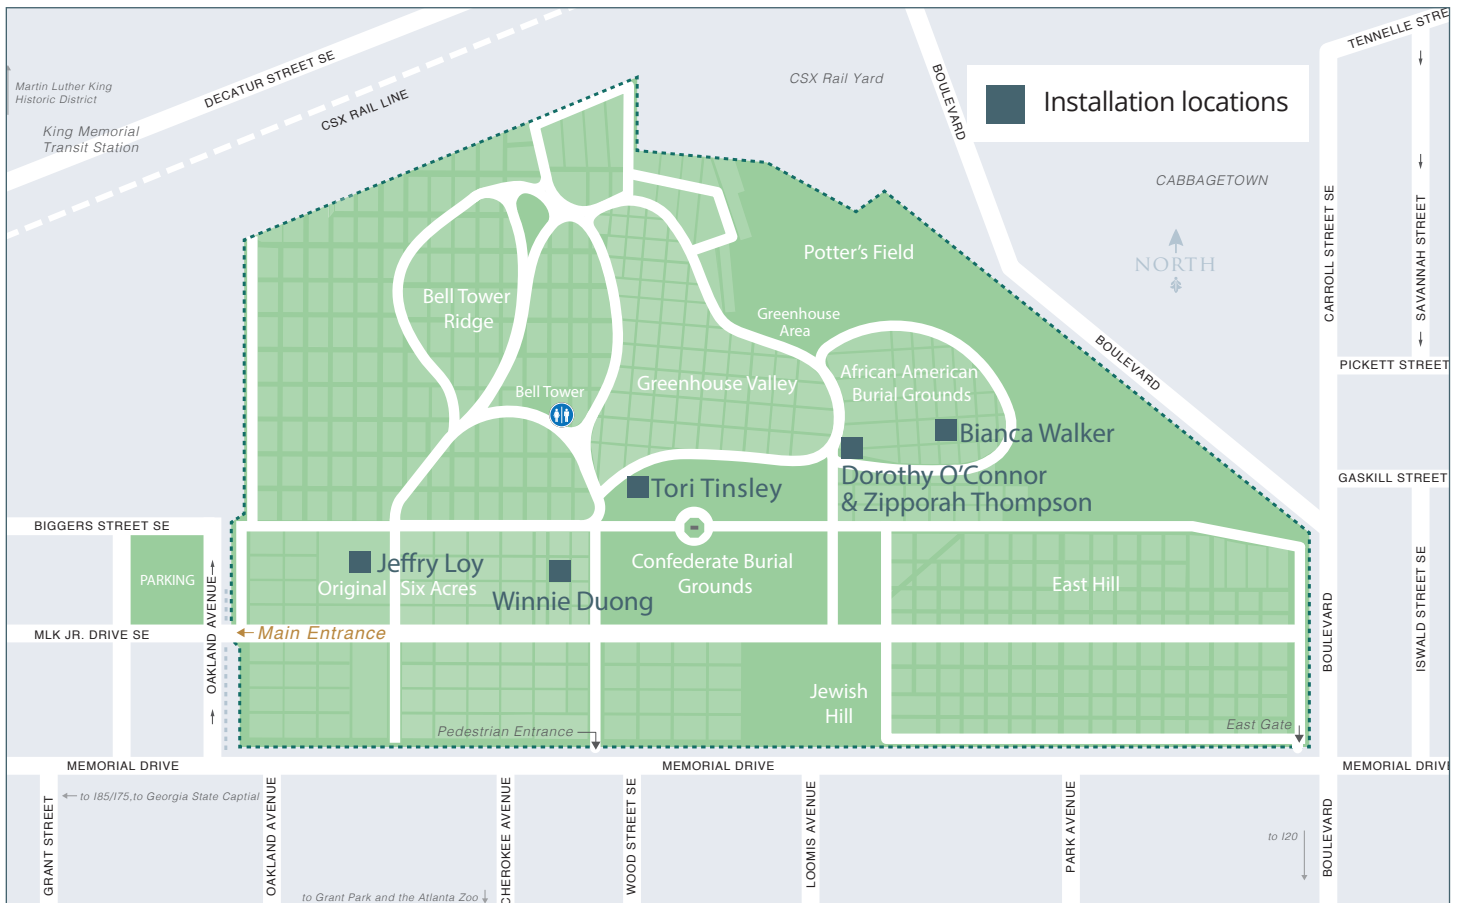 TENNELLE STRE
DECATUR STREET SE
CSX RAIL LINE
CSX Rail Yard
BOULEVARD
Installation locations
Martin Luther King
Historic District
King Memorial
Transit Station
CABBAGETOWN
NORTH
CARROLL STREET SE
SAVANNAH STREET
Potter's Field
Bell Tower
Ridge
Greenhouse
Area
BOULEVARD
PICKETT STREET
Bell Tower
Greenhouse Valley
African American
Burial Grounds
Bianca Walker
Dorothy O'Connor
& Zipporah Thompson
Tori Tinsley
GASKILL STREET
BIGGERS STREET SE
PARKING
OAKLAND AVENUE
Jeffry Loy
Original Six Acres
Winnie Duong
Confederate Burial
Grounds
East Hill
BOULEVARD
ISWALD STREET SE
MLK JR. DRIVE SE
Main Entrance
Jewish
Hill
Pedestrian Entrance
East Gate
MEMORIAL DRIVE
MEMORIAL DRIVE
MEMORIAL DRIVE
to I85/I75,to Georgia State Captial
GRANT STREET
OAKLAND AVENUE
CHEROKEE AVENUE
WOOD STREET SE
LOOMIS AVENUE
PARK AVENUE
to I20
BOULEVARD
to Grant Park and the Atlanta Zoo